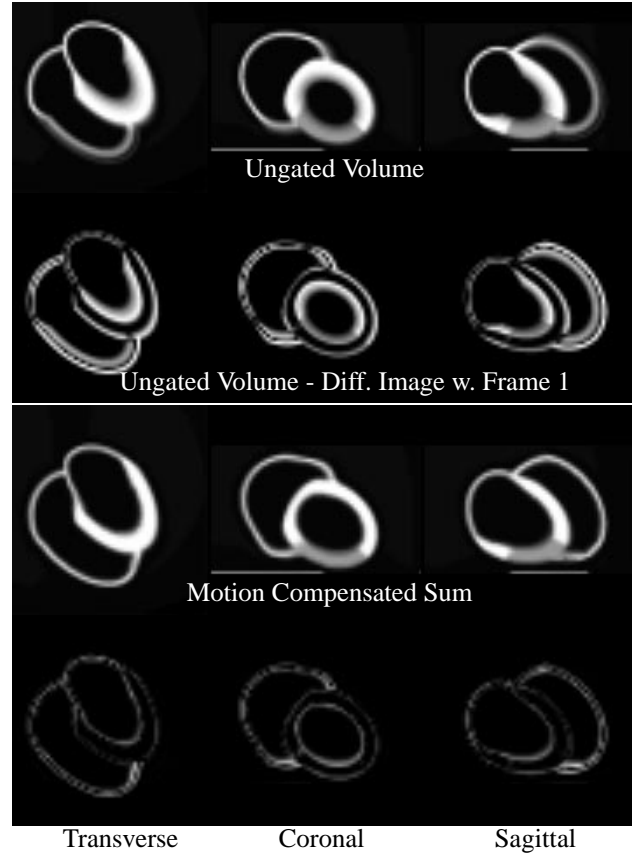 Ungated Volume
Ungated Volume - Diff. Image w. Frame 1
Motion Compensated Sum
Transverse Coronal Sagittal